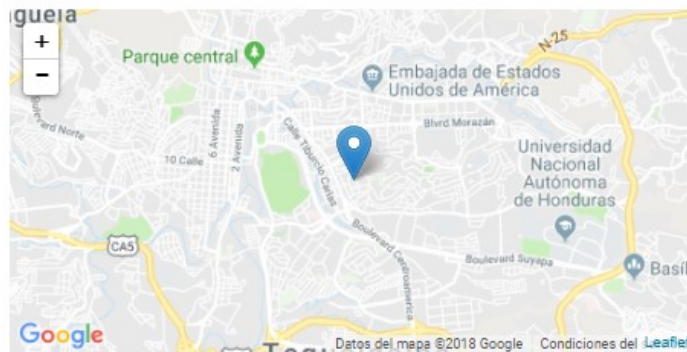 aguela
+
−
Parque central
N-25
Embajada de Estados
Unidos de América
Boulevard Norte
6 Avenida
Calle Tiburcio Carías
Blvrd Morazán
10 Calle
2 Avenida
Universidad
Nacional
Autónoma
de Honduras
CA5
Boulevard Centroamerica
Boulevard Suyapa
Basíl
Google
Datos del mapa ©2018 Google
Condiciones del
Leaflet